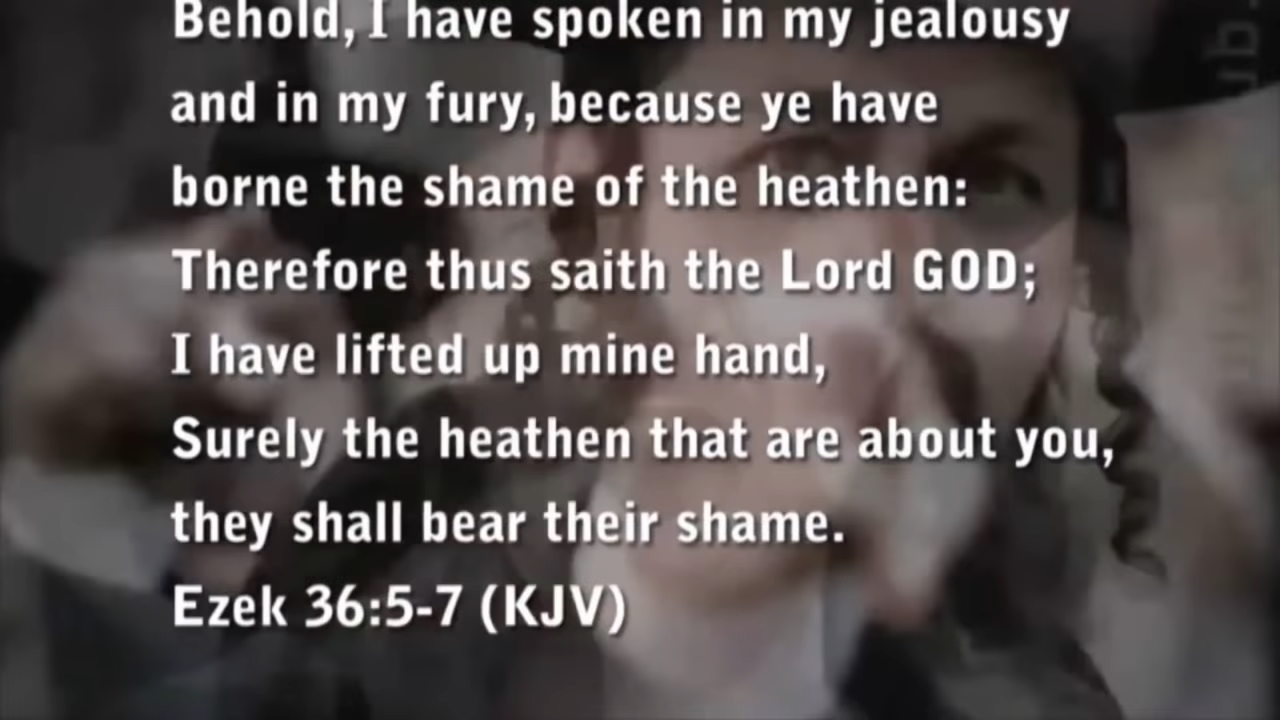 Behold, I have spoken in my jealousy
and in my fury, because ye have
borne the shame of the heathen:
Therefore thus saith the Lord GOD;
I have lifted up mine hand,
Surely the heathen that are about you,
they shall bear their shame.
Ezek 36:5-7 (KJV)